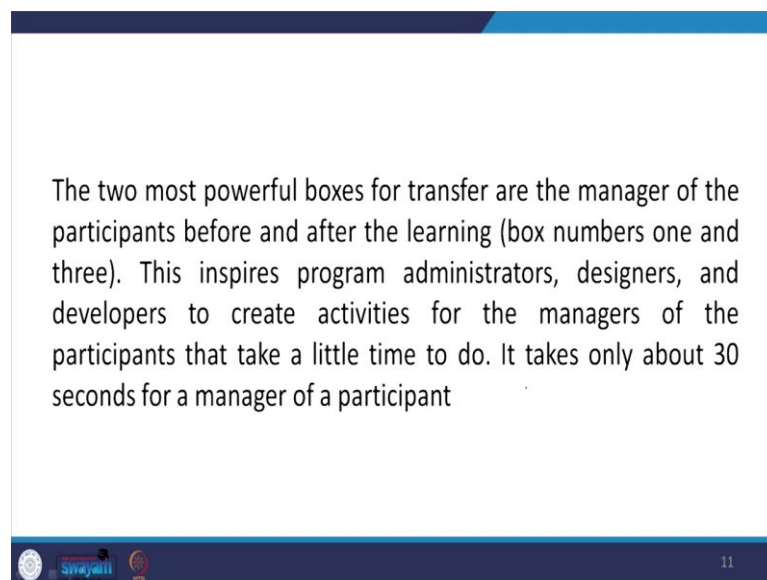 The two most powerful boxes for transfer are the manager of the
participants before and after the learning (box numbers one and
three). This inspires program administrators, designers, and
developers to create activities for the managers of the
participants that take a little time to do. It takes only about 30
seconds for a manager of a participant
swayam
11